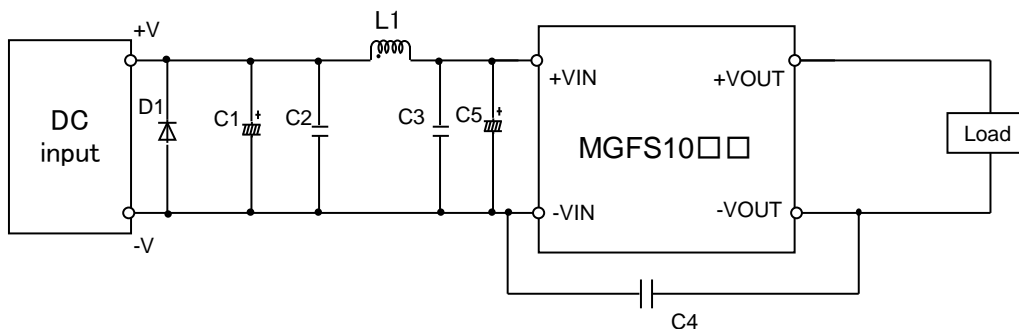 L1
+V
DC
input
D1
C1
+
C2
C3
C5
+
+VIN
+VOUT
MGFS10□□
Load
-VIN
-VOUT
-V
C4